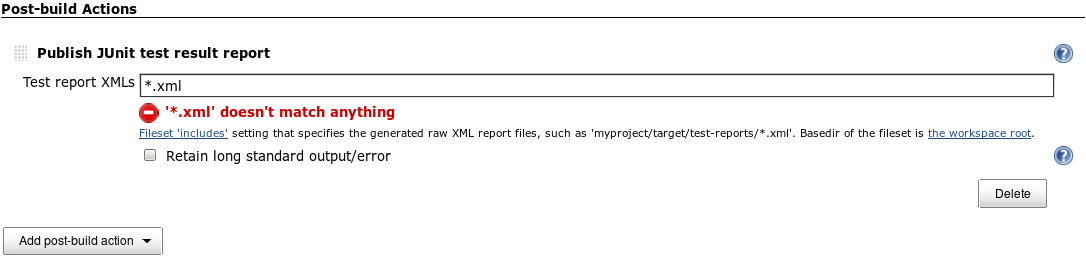 Post-build Actions
Publish JUnit test result report
Test report XMLs *.xml
'*.xml' doesn't match anything
Fileset 'includes' setting that specifies the generated raw XML report files, such as 'myproject/target/test-reports/*.xml'. Basedir of the fileset is the workspace root.
Retain long standard output/error
Delete
Add post-build action